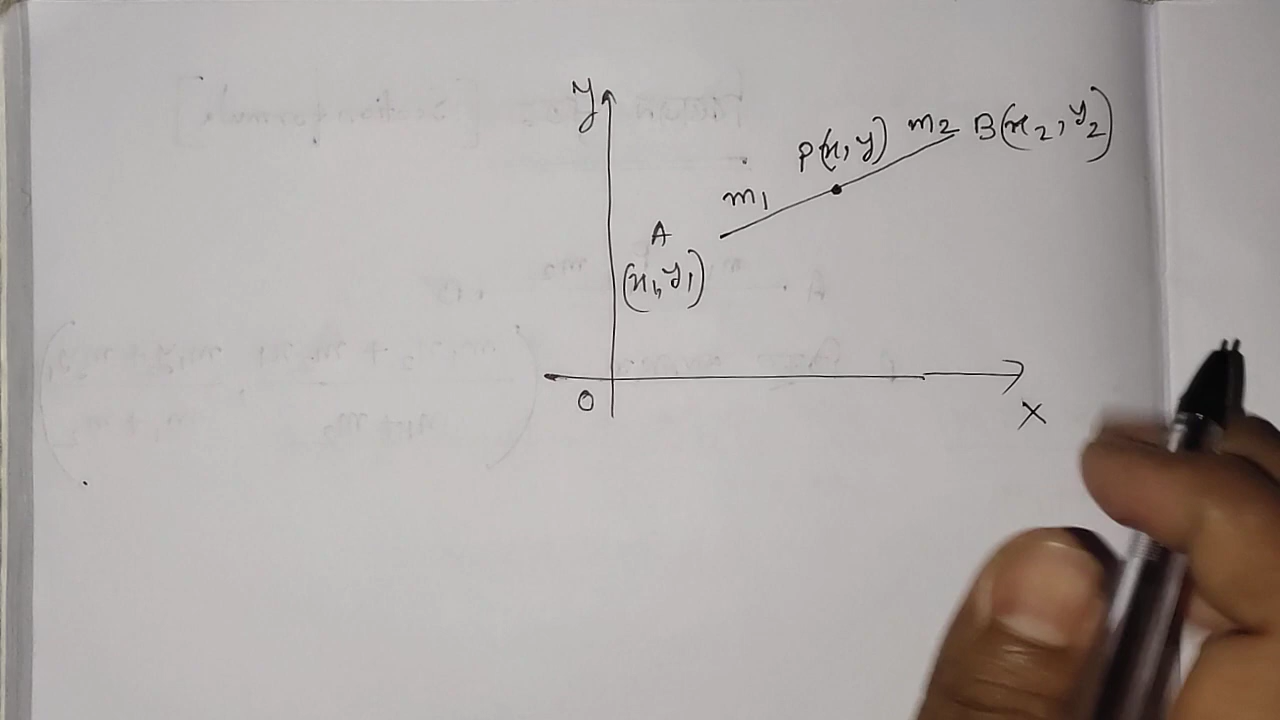 y
P(x, y) m2 B(x2, y2)
m1
A
(x1, y1)
O
X